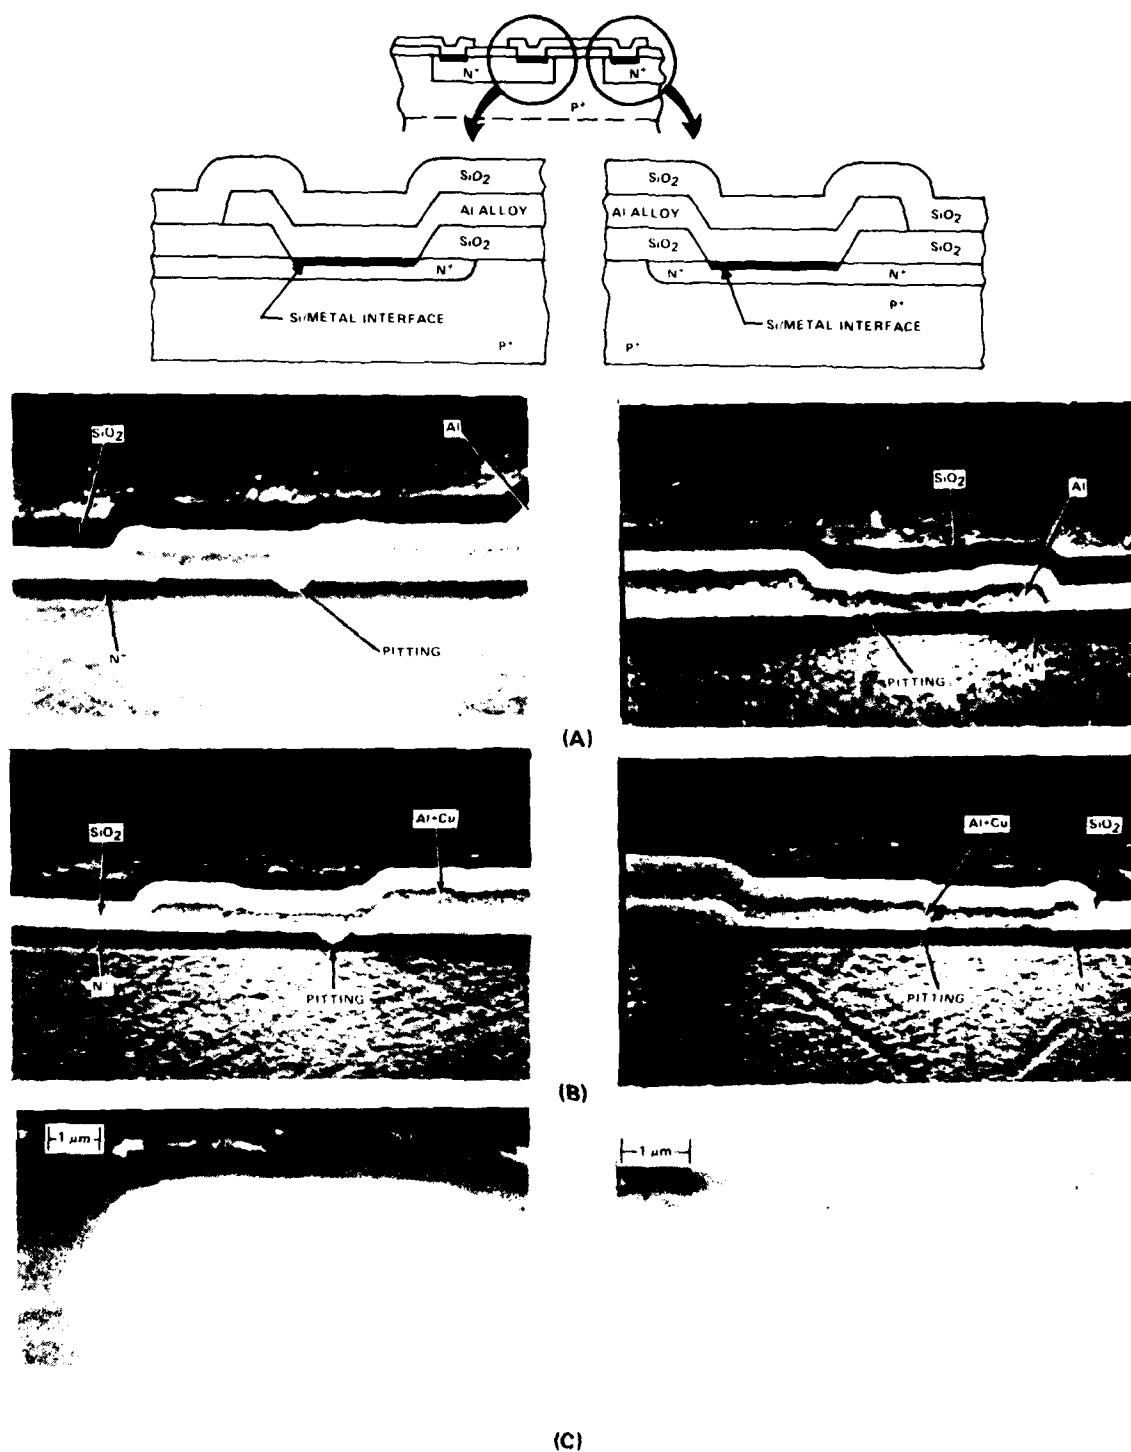 N⁺
N⁺
P⁺
SiO₂
Al ALLOY
SiO₂
N⁺
Si/METAL INTERFACE
P⁺
SiO₂
Al ALLOY
SiO₂
SiO₂
SiO₂
N⁺
N⁺
P⁺
Si/METAL INTERFACE
P⁺
SiO₂
Al
N⁺
PITTING
SiO₂
Al
PITTING
N
(A)
SiO₂
Al+Cu
N
PITTING
Al+Cu
SiO₂
PITTING
N
(B)
1 μm
1 μm
(C)